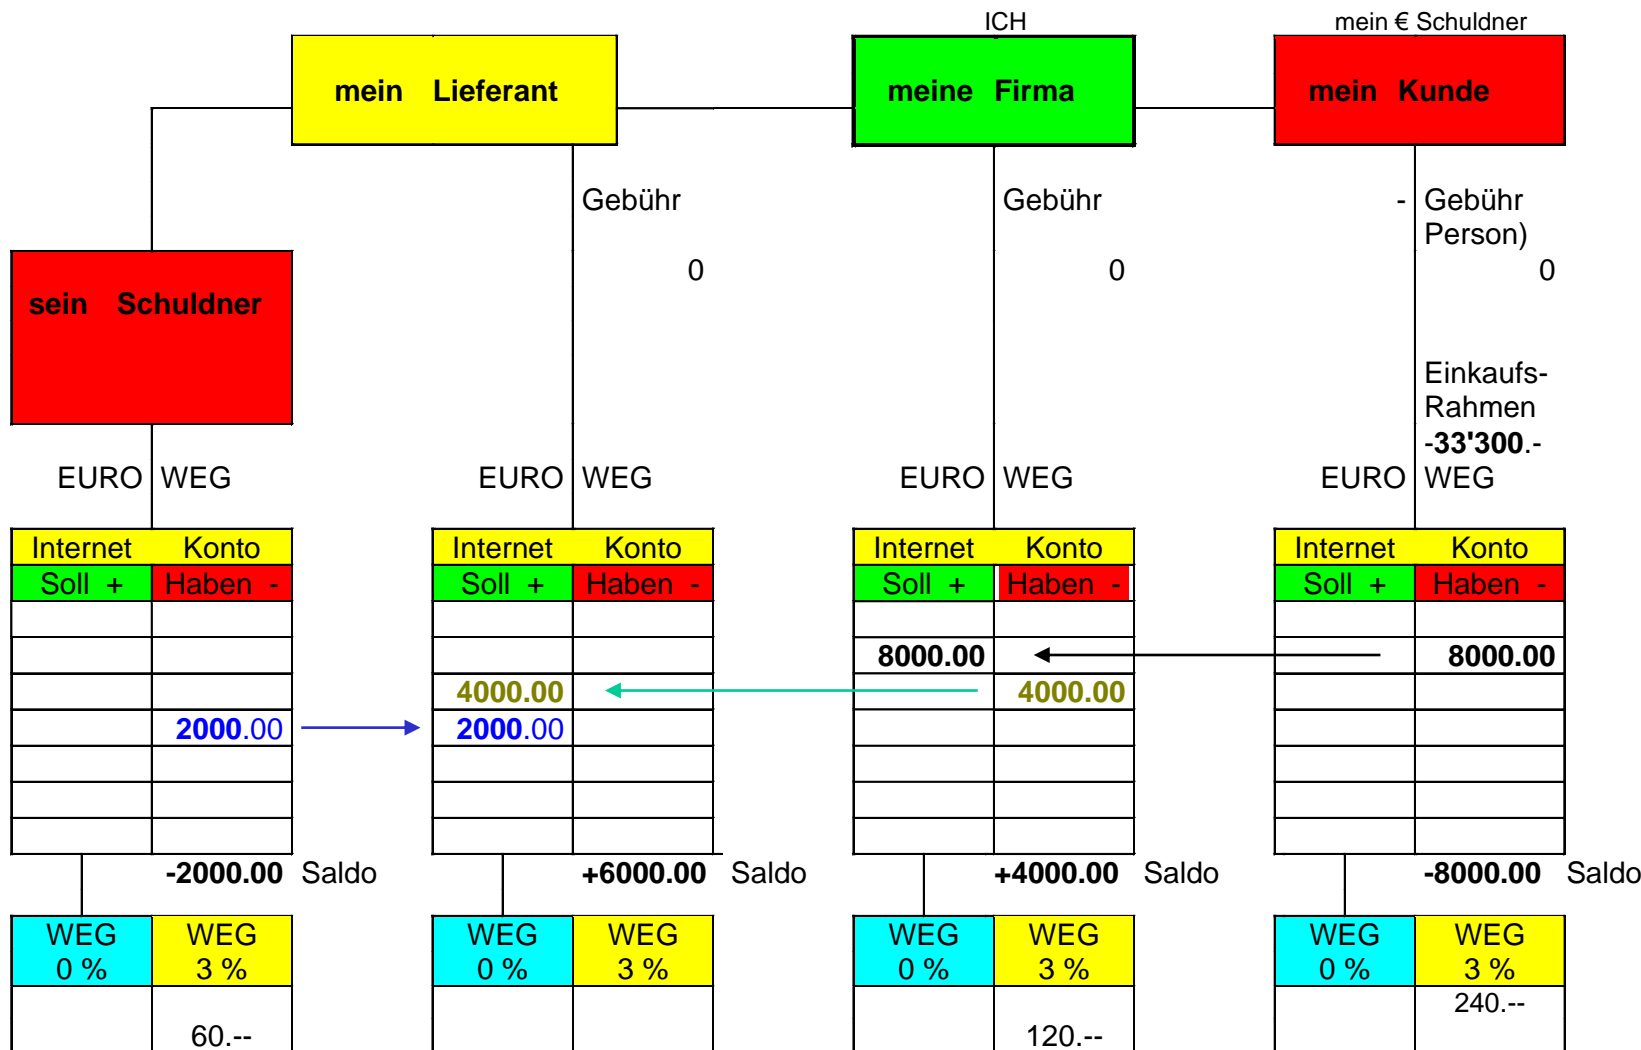 ICH mein € Schuldner
mein Lieferant meine Firma mein Kunde
Gebühr Gebühr - Gebühr
Person)
0 0 0
sein Schuldner
Einkaufs-
Rahmen
-33'300.-
EURO WEG EURO WEG EURO WEG EURO WEG
Internet Konto Internet Konto Internet Konto Internet Konto
Soll + Haben - Soll + Haben - Soll + Haben - Soll + Haben -
8000.00 8000.00
4000.00 4000.00
2000.00 2000.00
-2000.00 Saldo +6000.00 Saldo +4000.00 Saldo -8000.00 Saldo
WEG WEG WEG WEG WEG WEG WEG WEG
0 % 3 % 0 % 3 % 0 % 3 % 0 % 3 %
240.--
60.-- 120.--